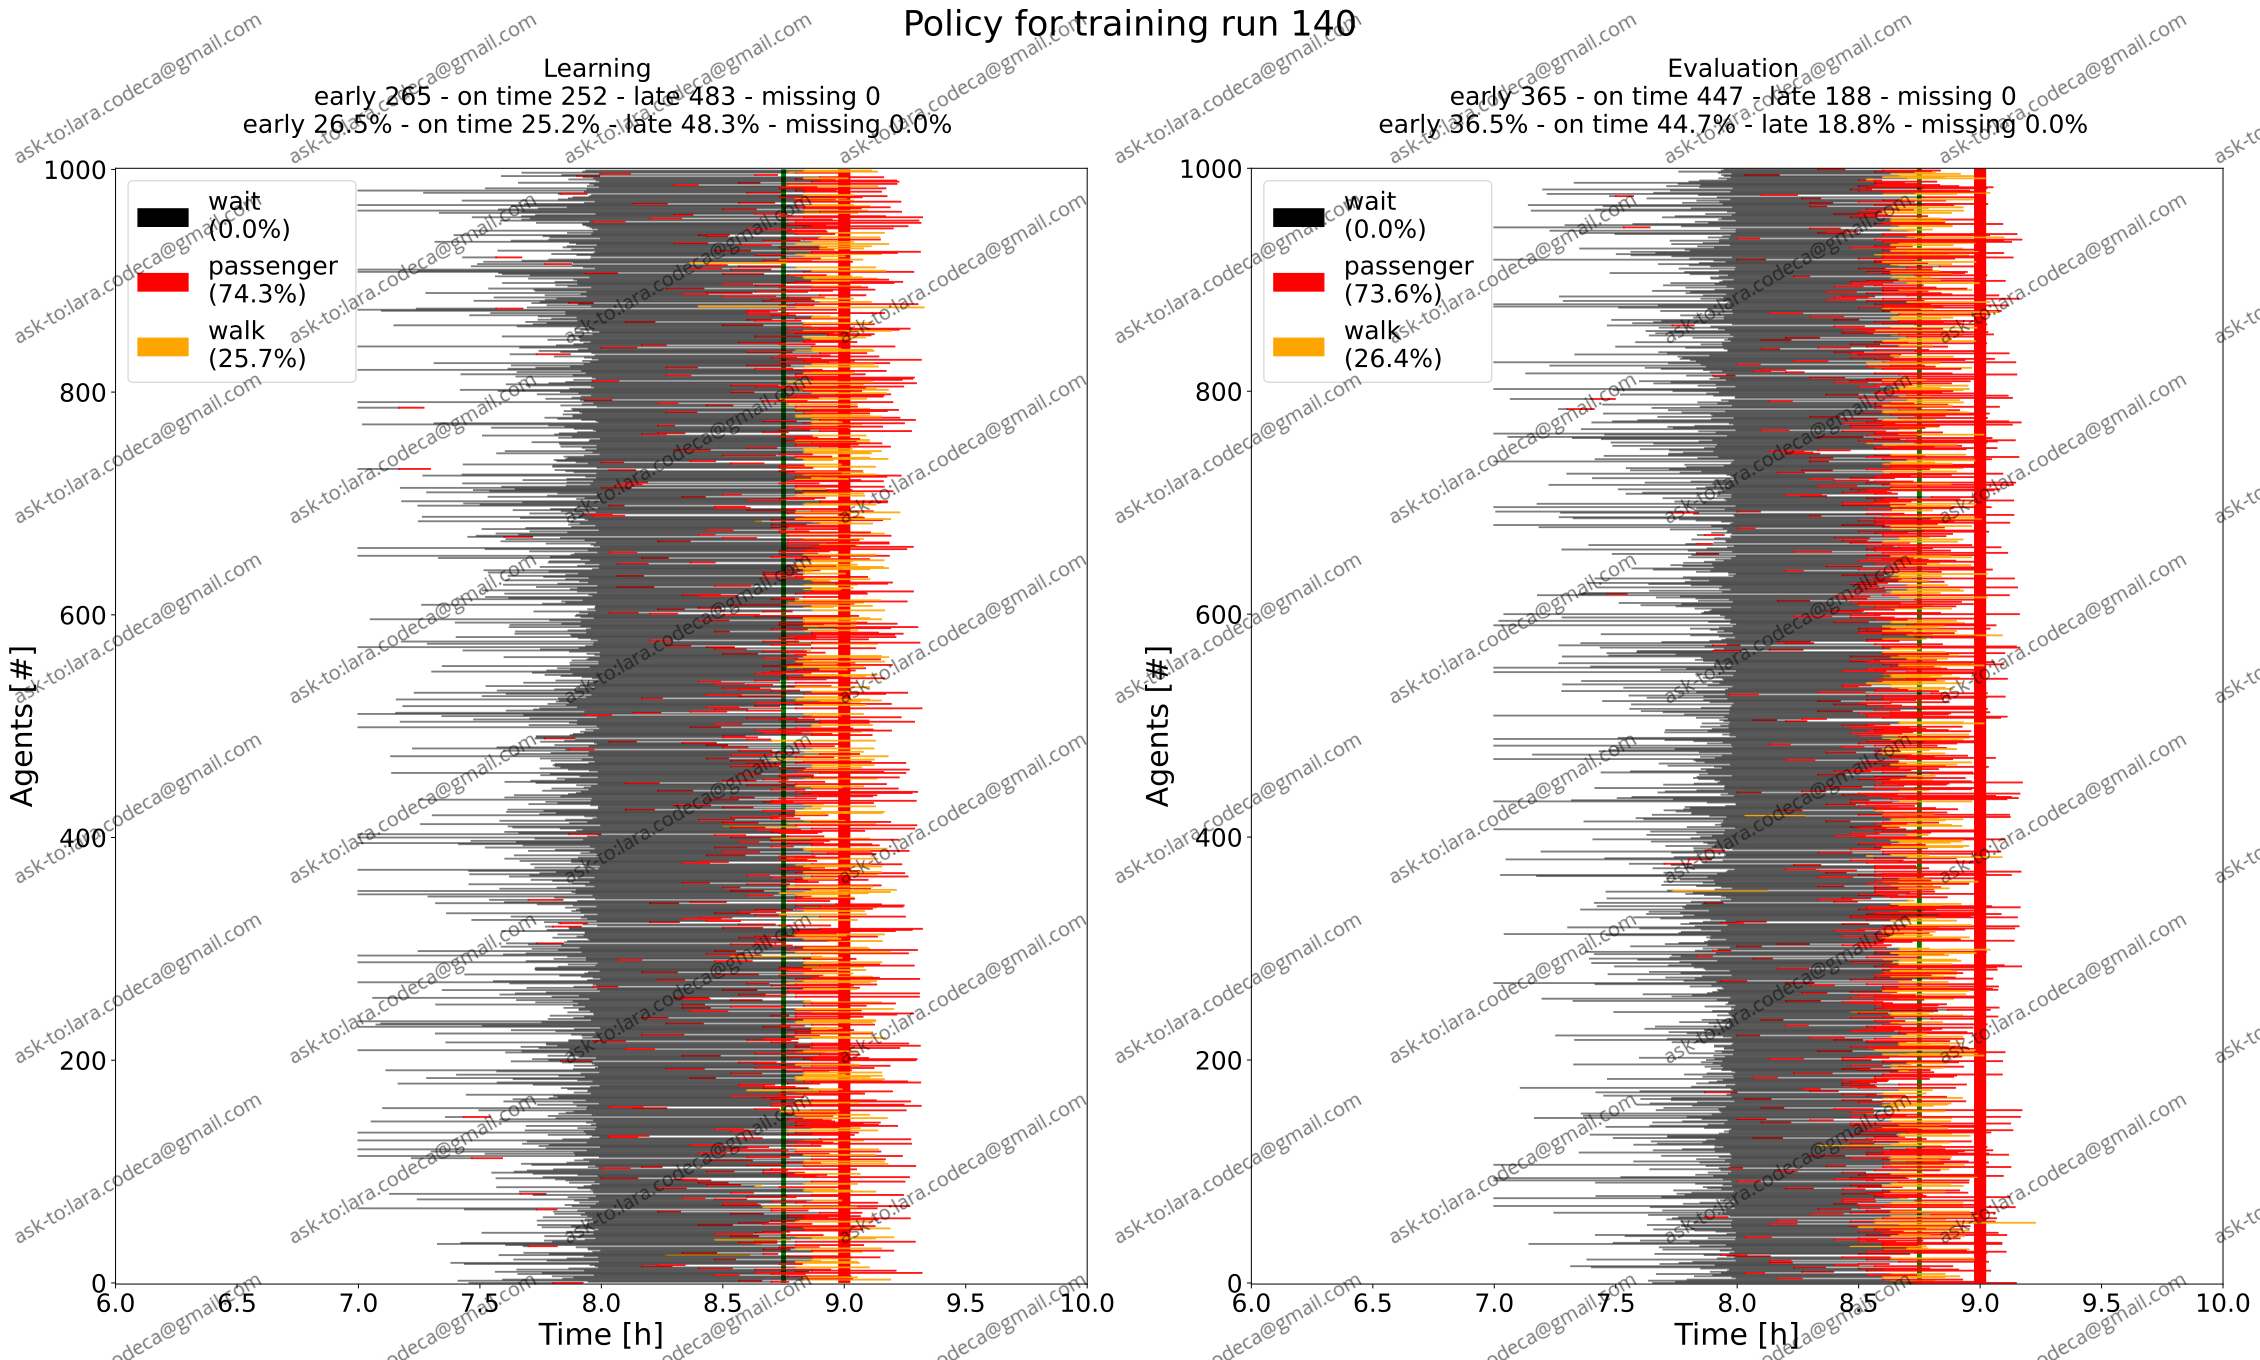 Policy for training run 140
Learning
early 265 - on time 252 - late 483 - missing 0
early 26.5% - on time 25.2% - late 48.3% - missing 0.0%
Agents [#]
1000
800
600
400
200
0
wait
(0.0%)
passenger
(74.3%)
walk
(25.7%)
6.0 6.5 7.0 7.5 8.0 8.5 9.0 9.5 10.0
Time [h]
Evaluation
early 365 - on time 447 - late 188 - missing 0
early 36.5% - on time 44.7% - late 18.8% - missing 0.0%
Agents [#]
1000
800
600
400
200
0
wait
(0.0%)
passenger
(73.6%)
walk
(26.4%)
6.0 6.5 7.0 7.5 8.0 8.5 9.0 9.5 10.0
Time [h]
ask-to:lara.codeca@gmail.com